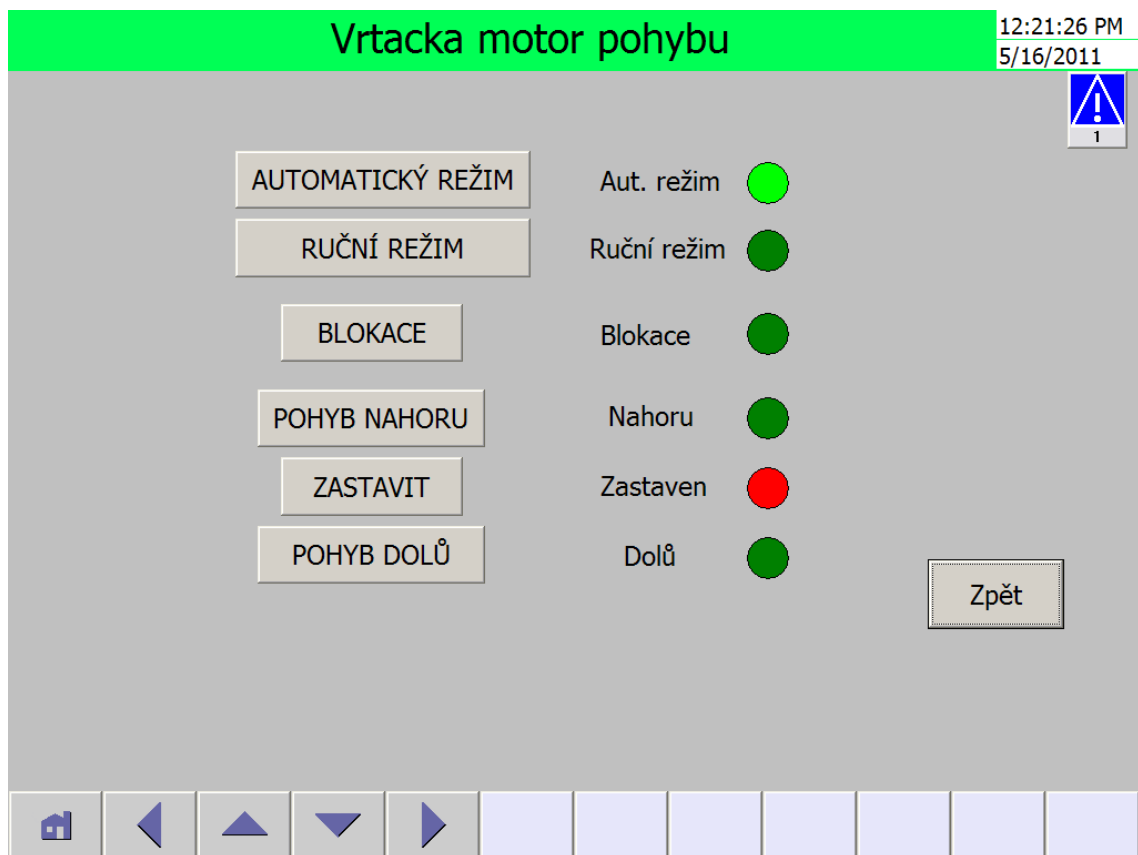 Vrtacka motor pohybu
12:21:26 PM
5/16/2011
1
AUTOMATICKÝ REŽIM
Aut. režim
RUČNÍ REŽIM
Ruční režim
BLOKACE
Blokace
POHYB NAHORU
Nahoru
ZASTAVIT
Zastaven
POHYB DOLŮ
Dolů
Zpět